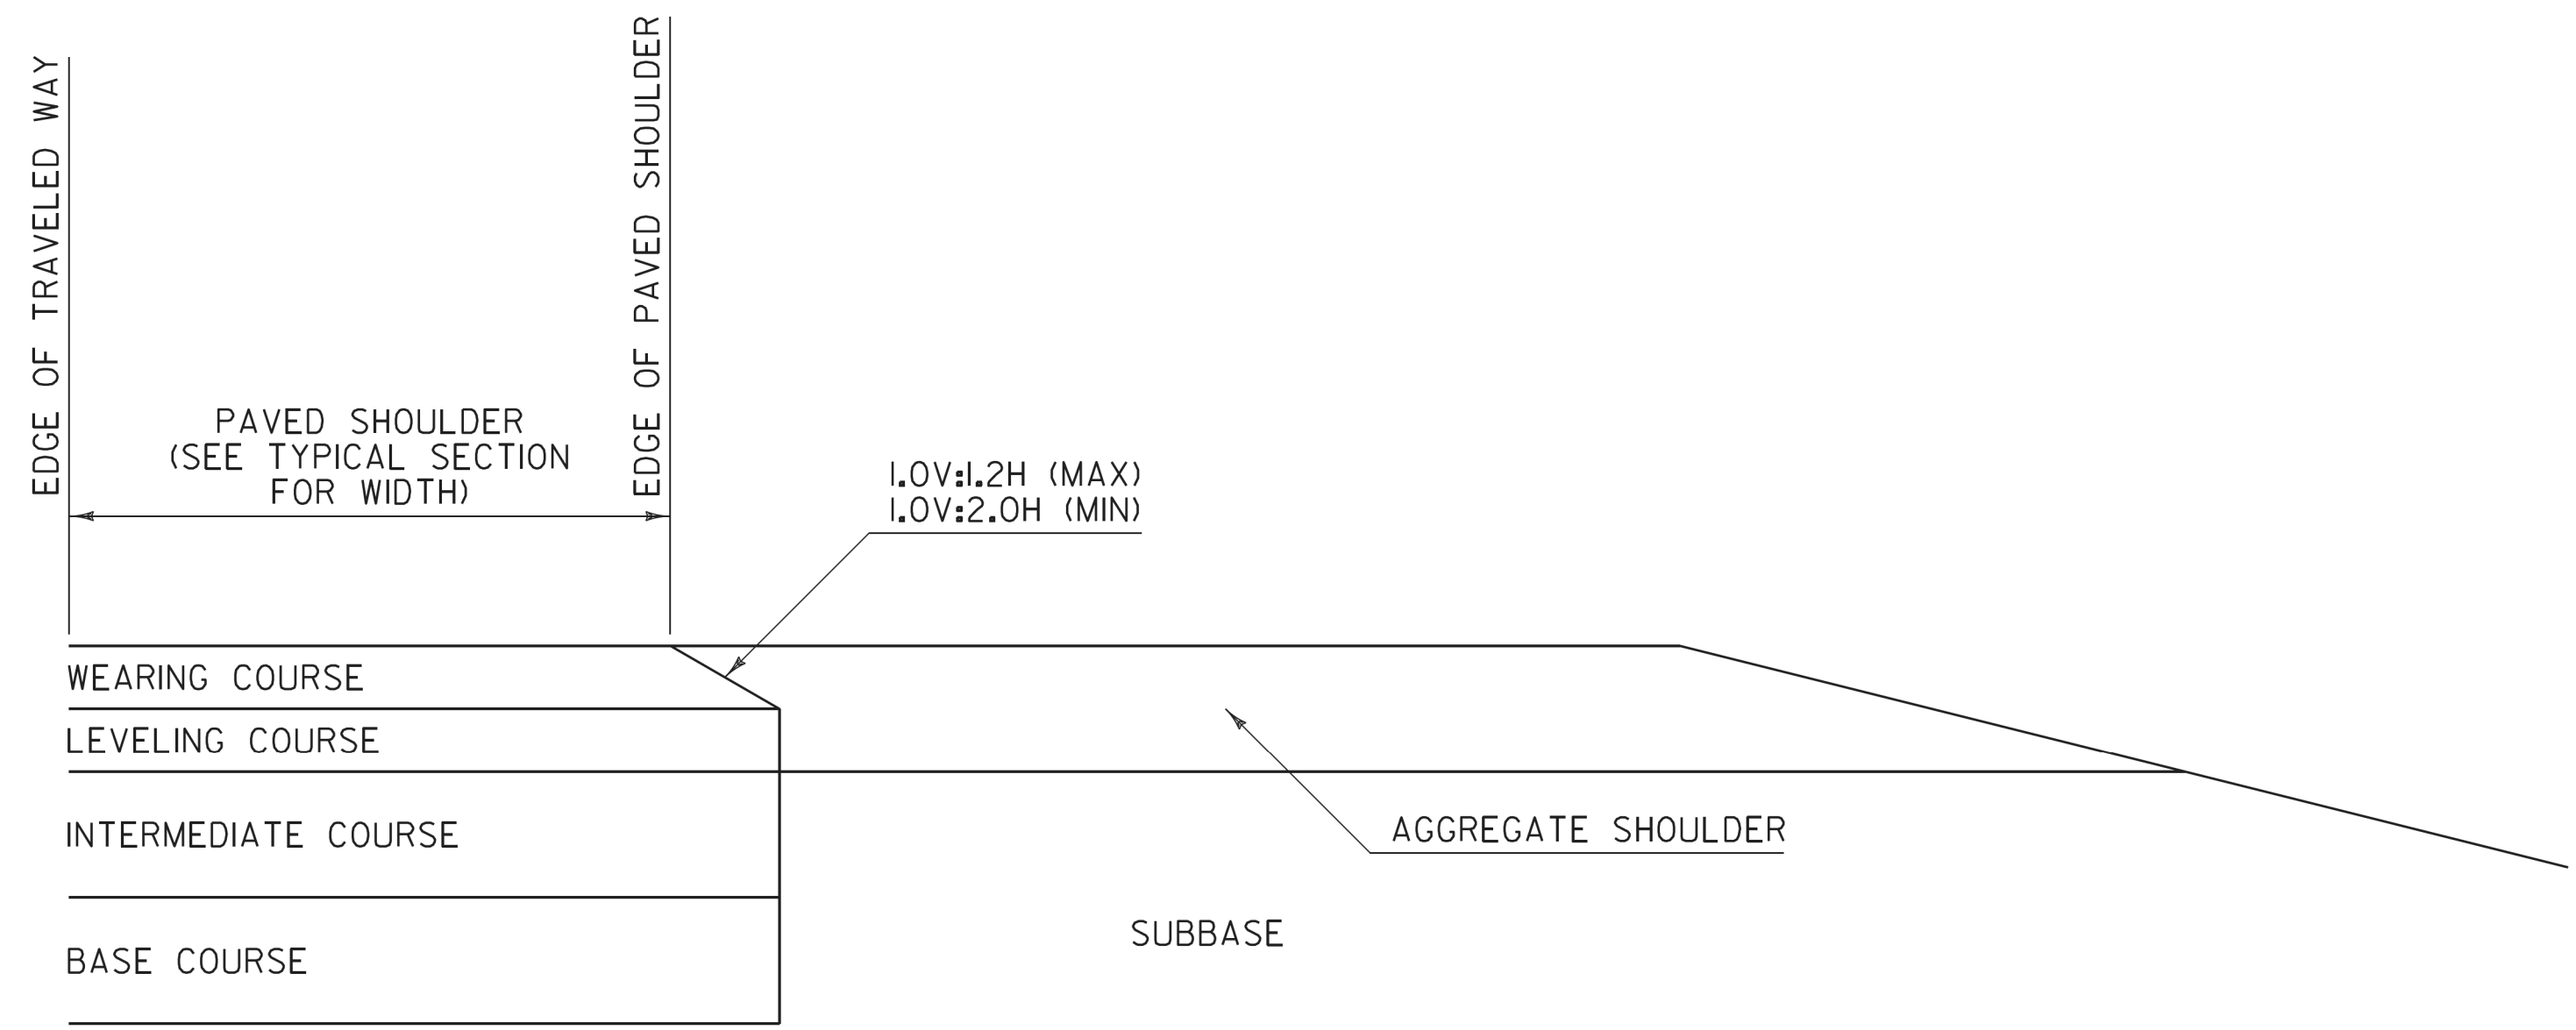 EDGE OF TRAVELED WAY
EDGE OF PAVED SHOULDER
PAVED SHOULDER
(SEE TYPICAL SECTION
FOR WIDTH)
1.0V:1.2H (MAX)
1.0V:2.0H (MIN)
WEARING COURSE
LEVELING COURSE
INTERMEDIATE COURSE
AGGREGATE SHOULDER
SUBBASE
BASE COURSE